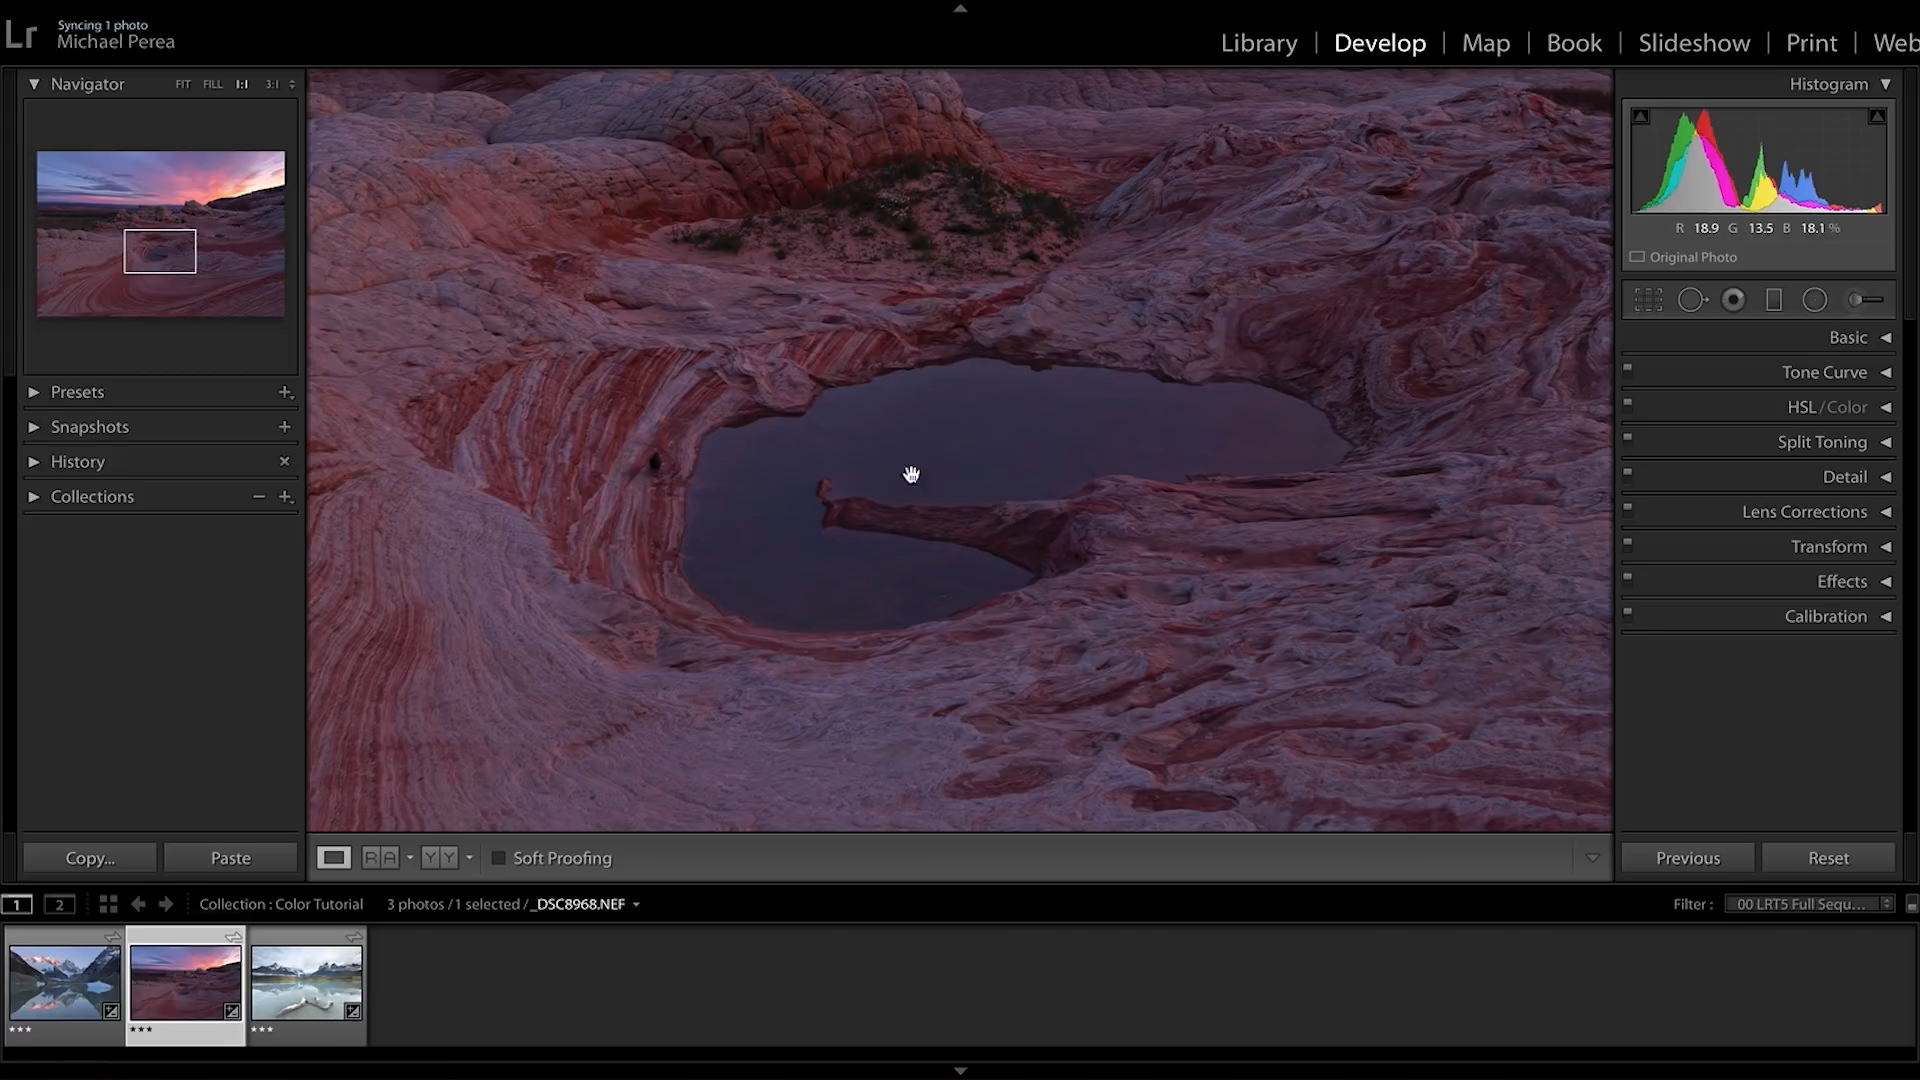 Lr
Syncing 1 photo
Michael Perea
Library | Develop | Map | Book | Slideshow | Print | Web
Navigator FIT FILL 1:1 3:1
Presets
Snapshots
History
Collections
Copy... Paste
Histogram
R 18.9 G 13.5 B 18.1 %
Original Photo
Basic
Tone Curve
HSL / Color
Split Toning
Detail
Lens Corrections
Transform
Effects
Calibration
R A Y Y Soft Proofing
Previous Reset
1 2 Collection : Color Tutorial 3 photos / 1 selected / _DSC8968.NEF
Filter : 00 LRT5 Full Sequ...